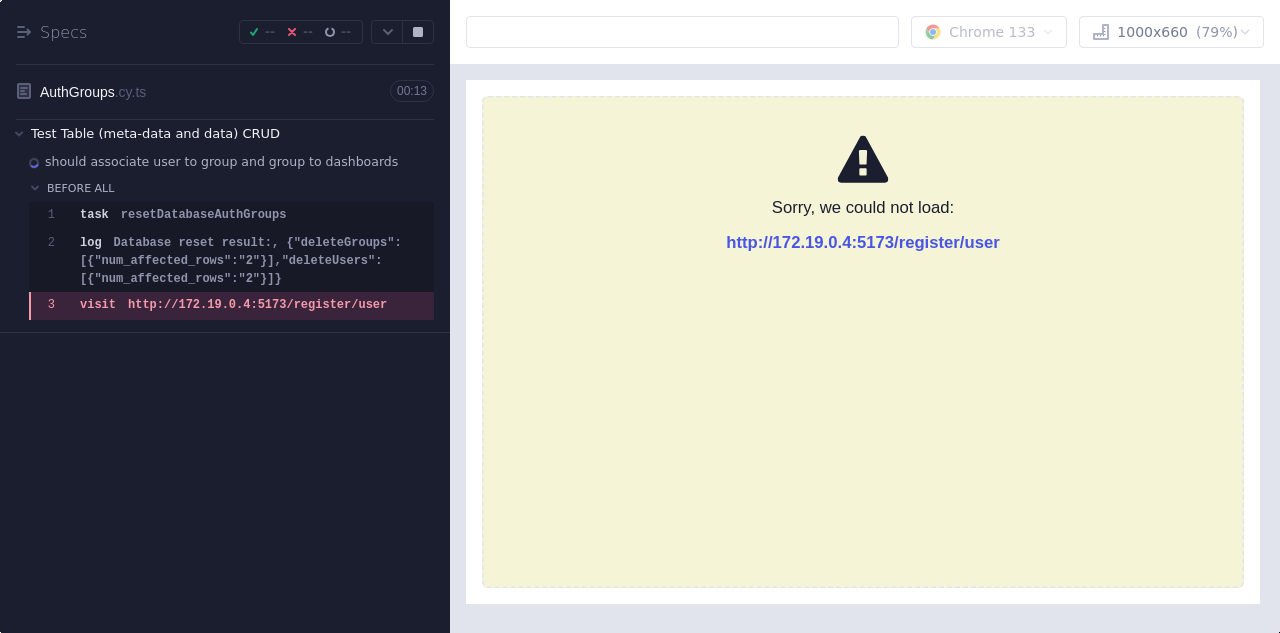 Specs
-- -- --
Chrome 133
1000x660 (79%)
AuthGroups.cy.ts
00:13
Test Table (meta-data and data) CRUD
should associate user to group and group to dashboards
BEFORE ALL
1 task resetDatabaseAuthGroups
2 log Database reset result:, {"deleteGroups":
[{"num_affected_rows":"2"}],"deleteUsers":
[{"num_affected_rows":"2"}]}
3 visit http://172.19.0.4:5173/register/user
Sorry, we could not load:
http://172.19.0.4:5173/register/user